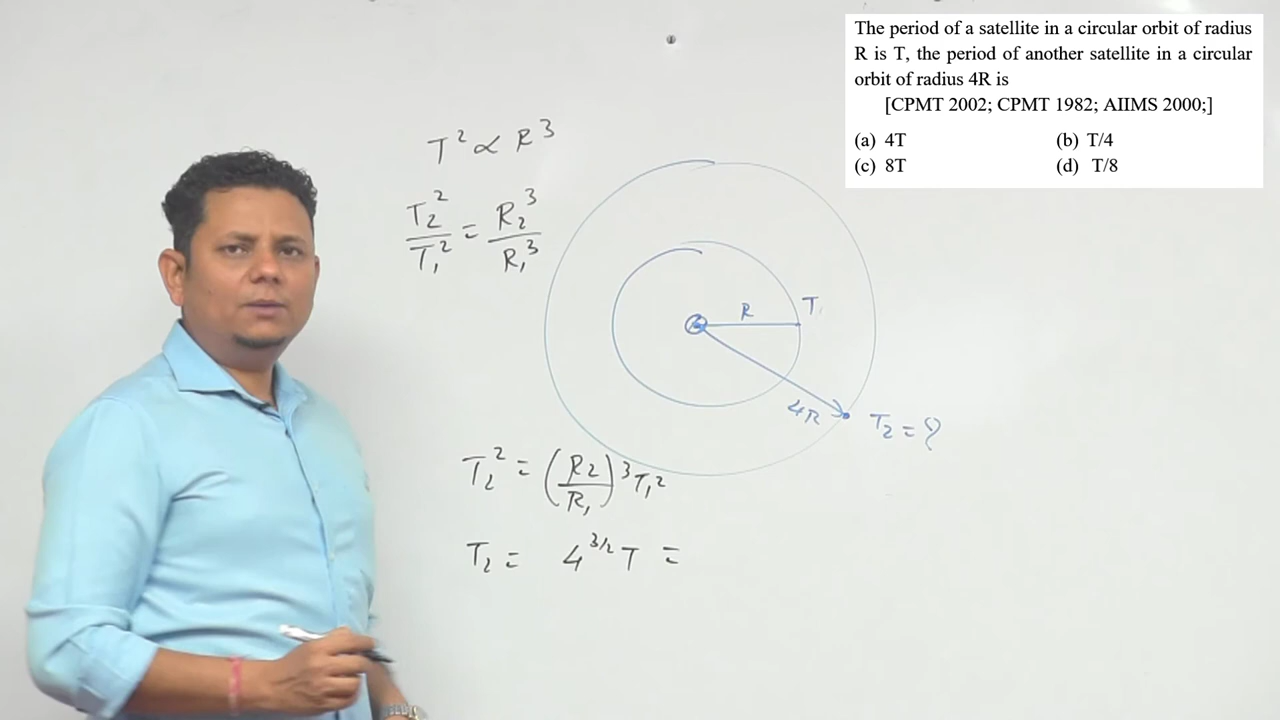 The period of a satellite in a circular orbit of radius
R is T, the period of another satellite in a circular
orbit of radius 4R is
[CPMT 2002; CPMT 1982; AIIMS 2000;]
(a) 4T (b) T/4
(c) 8T (d) T/8
T² ∝ R³
T₂²/T₁² = R₂³/R₁³
R T₁
4R T₂ = ?
T₂² = (R₂/R₁)³ T₁²
T₂ = 4^(3/2) T =